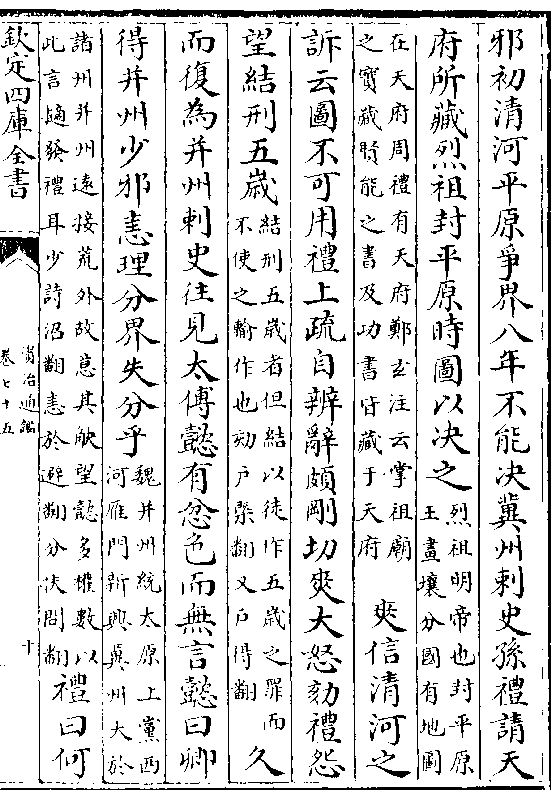 邪初清河平原爭界八年不能決冀州刺史孫禮請天
府所藏烈祖封平原時圖以決之烈祖明帝也封平原王畫壤分國有地圖
在天府周禮有天府鄭玄注云掌祖廟之寶藏賢能之書及功書皆藏于天府爽信清河之
訴云圖不可用禮上疏自辨辭頗剛切爽大怒劾禮怨
望結刑五歲結刑五歲者但結以徒作五歲之罪而不使之輸作也劾戸槩翻又戸得翻久
而復為并州刺史往見太傅懿有忿色而無言懿曰卿
得并州少邪恚理分界失分乎魏并州統太原上黨西河雁門新興冀州大於
諸州并州遠接荒外故意其觖望懿多權數以此言擿發禮耳少詩沼翻恚於避翻分扶問翻禮曰何
欽定四庫全書
資治通鑑
卷七十五
十